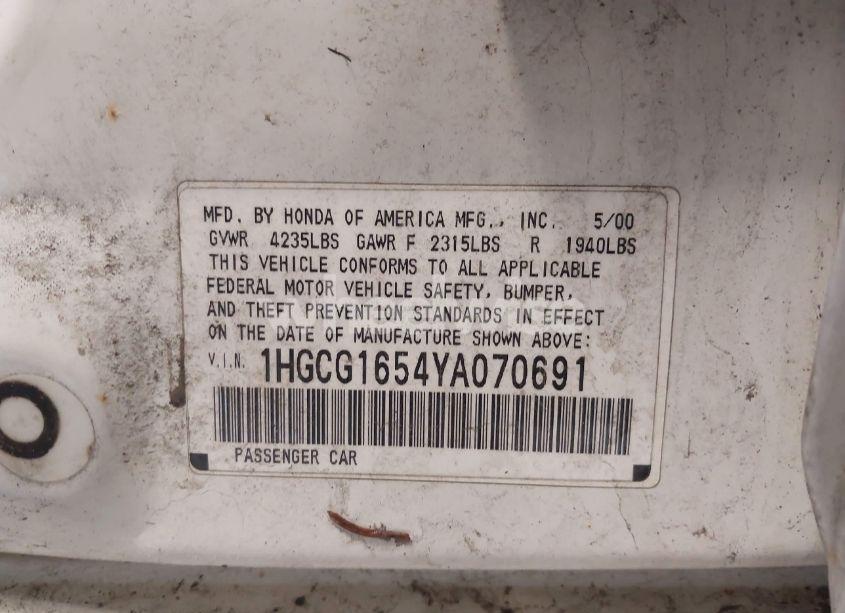 MFD. BY HONDA OF AMERICA MFG., INC. 5/00
GVWR 4235LBS GAWR F 2315LBS R 1940LBS
THIS VEHICLE CONFORMS TO ALL APPLICABLE
FEDERAL MOTOR VEHICLE SAFETY, BUMPER,
AND THEFT PREVENTION STANDARDS IN EFFECT
ON THE DATE OF MANUFACTURE SHOWN ABOVE:
V.I.N. 1HGCG1654YA070691
PASSENGER CAR